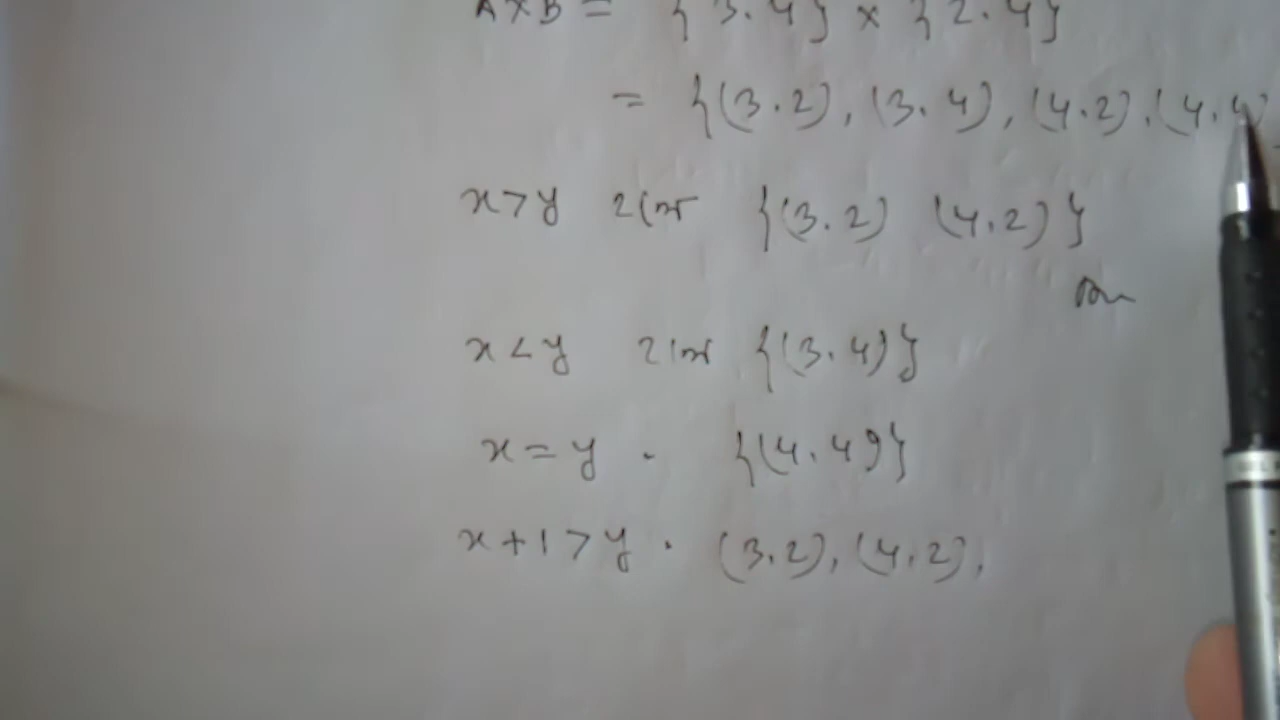 A×B = {3.4} × {2.4}
= {(3.2), (3.4), (4.2), (4.4)
x>y {(3.2) (4.2)}
x<y {(3.4)}
x=y . {(4.4)}
x+1>y . (3.2), (4.2),